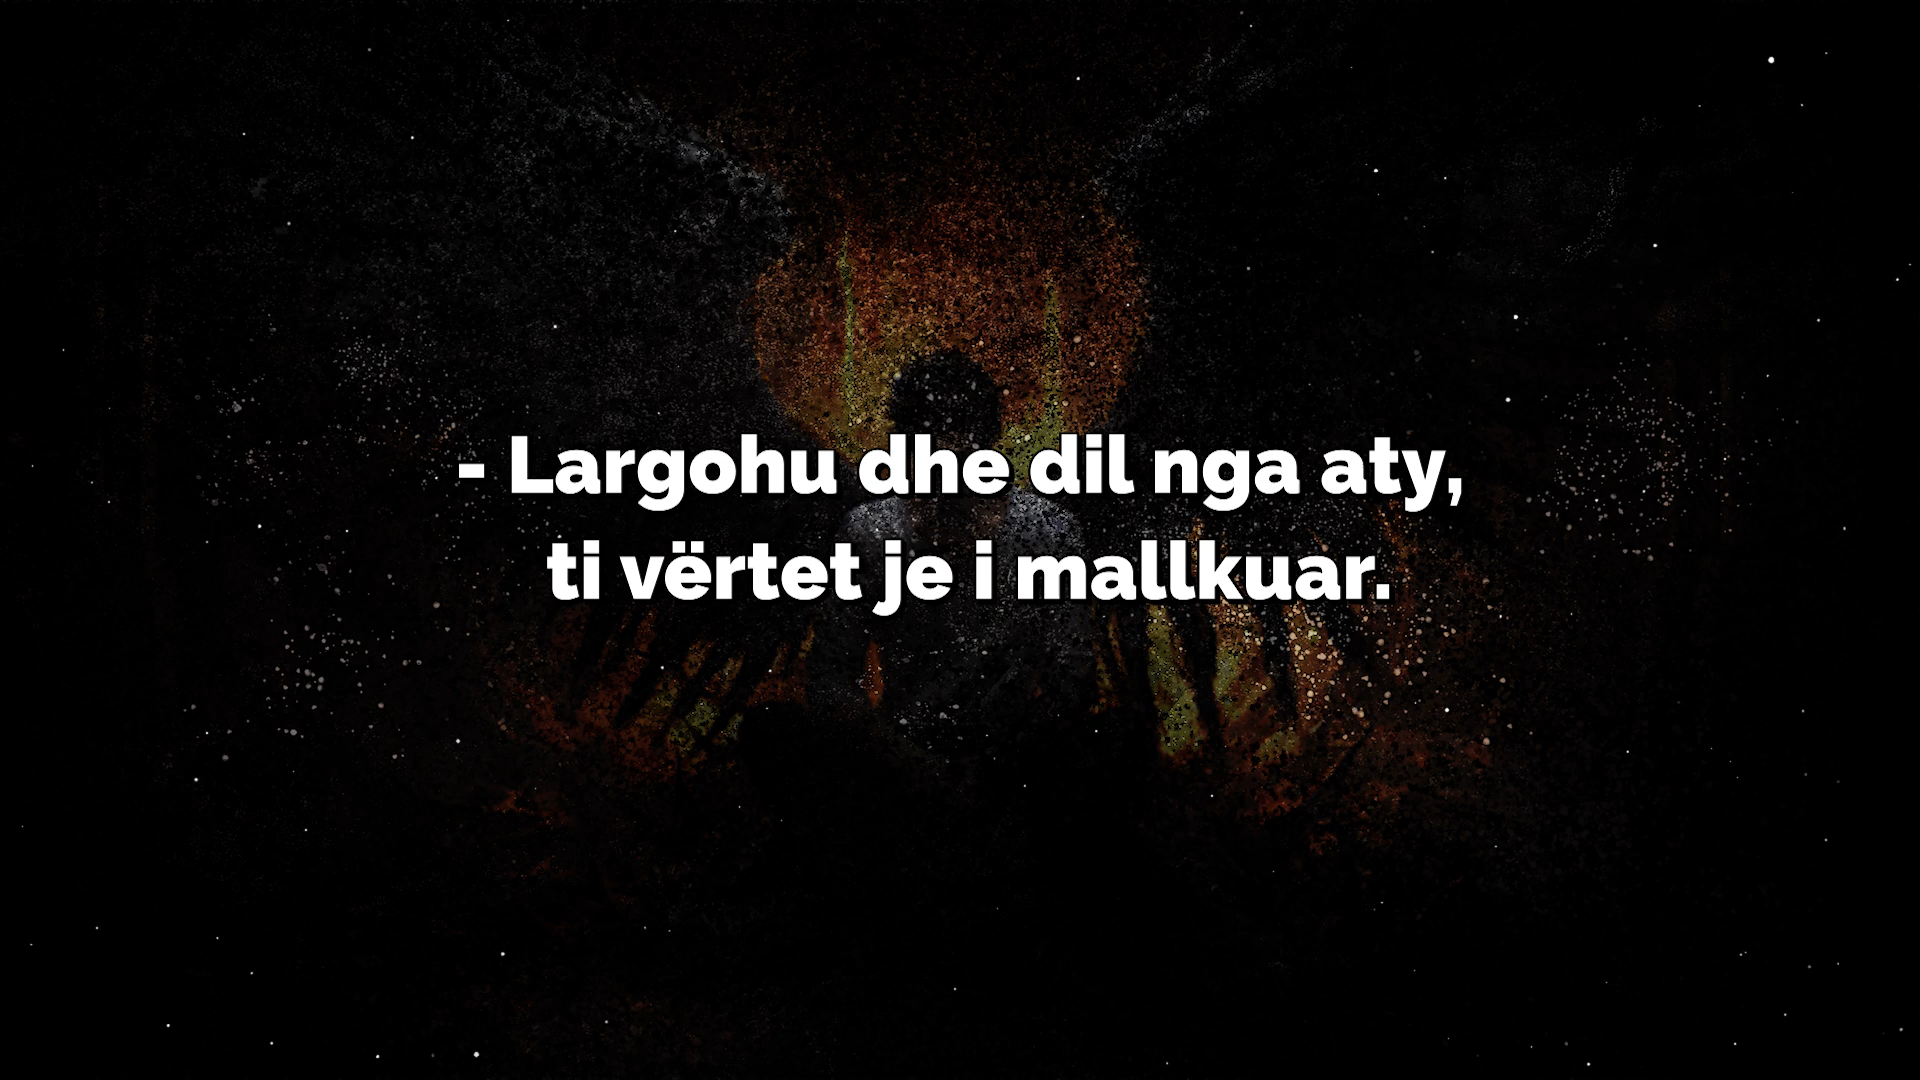 - Largohu dhe dil nga aty,
ti vërtet je i mallkuar.